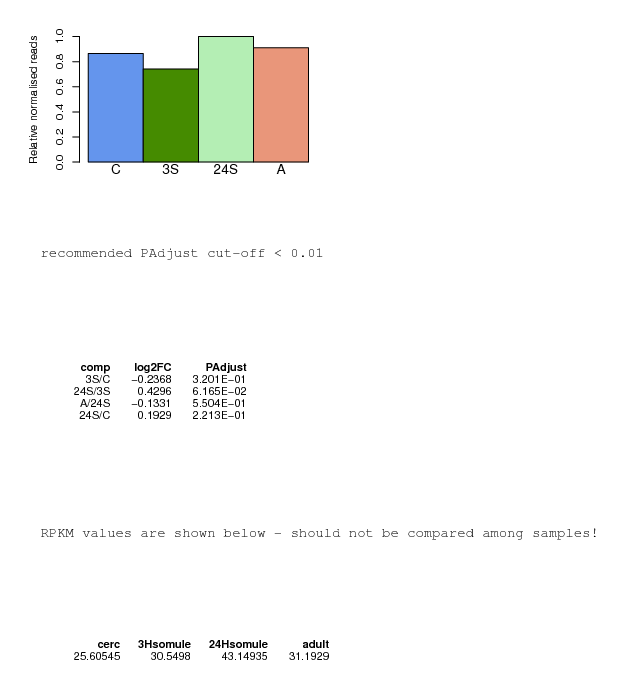 Relative normalised reads
1.0
0.8
0.6
0.4
0.2
0.0
C 3S 24S A
recommended PAdjust cut-off < 0.01
comp log2FC PAdjust
3S/C −0.2368 3.201E−01
24S/3S 0.4296 6.165E−02
A/24S −0.1331 5.504E−01
24S/C 0.1929 2.213E−01
RPKM values are shown below - should not be compared among samples!
cerc 3Hsomule 24Hsomule adult
25.60545 30.5498 43.14935 31.1929